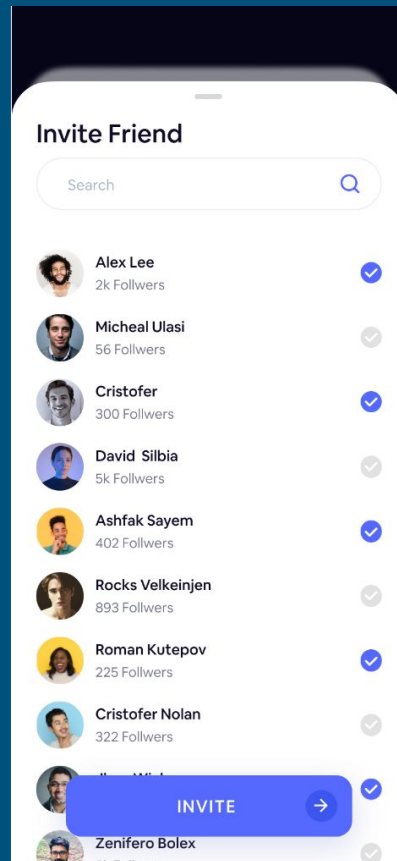 Invite Friend
Search
Alex Lee
2k Follwers
Micheal Ulasi
56 Follwers
Cristofer
300 Follwers
David Silbia
5k Follwers
Ashfak Sayem
402 Follwers
Rocks Velkeinjen
893 Follwers
Roman Kutepov
225 Follwers
Cristofer Nolan
322 Follwers
INVITE
Zenifero Bolex